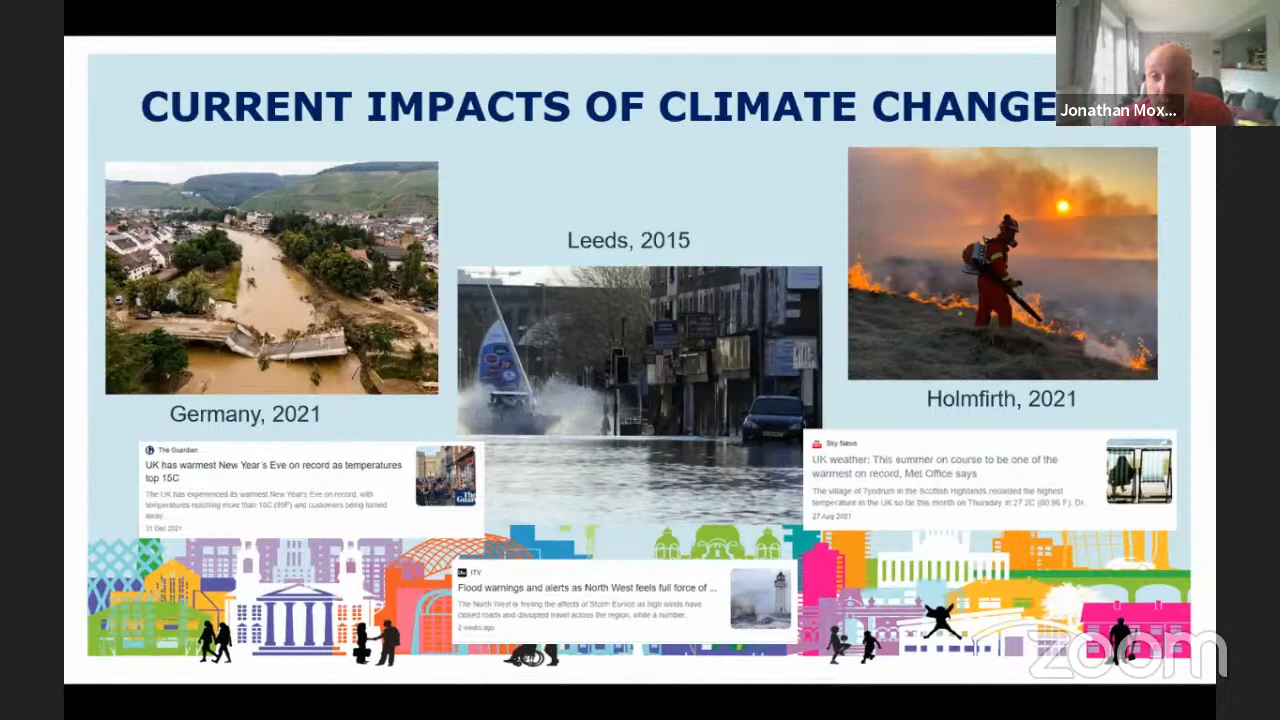 CURRENT IMPACTS OF CLIMATE CHANGE
Jonathan Mox...
Leeds, 2015
Germany, 2021
Holmfirth, 2021
The Guardian
UK has warmest New Year's Eve on record as temperatures
top 15C
The UK has experienced its warmest New Year's Eve on record, with
temperatures reaching more than 15C (59F) and customers being turned
away...
31 Dec 2021
Sky News
UK weather: This summer on course to be one of the
warmest on record, Met Office says
The village of Tyndrum in the Scottish Highlands recorded the highest
temperature in the UK so far this month on Thursday at 27.2C (80.96 F). Dr...
27 Aug 2021
ITV
Flood warnings and alerts as North West feels full force of ...
The North West is feeling the affects of Storm Eunice as high winds have
closed roads and disrupted travel across the region, while a number...
2 weeks ago
zoom